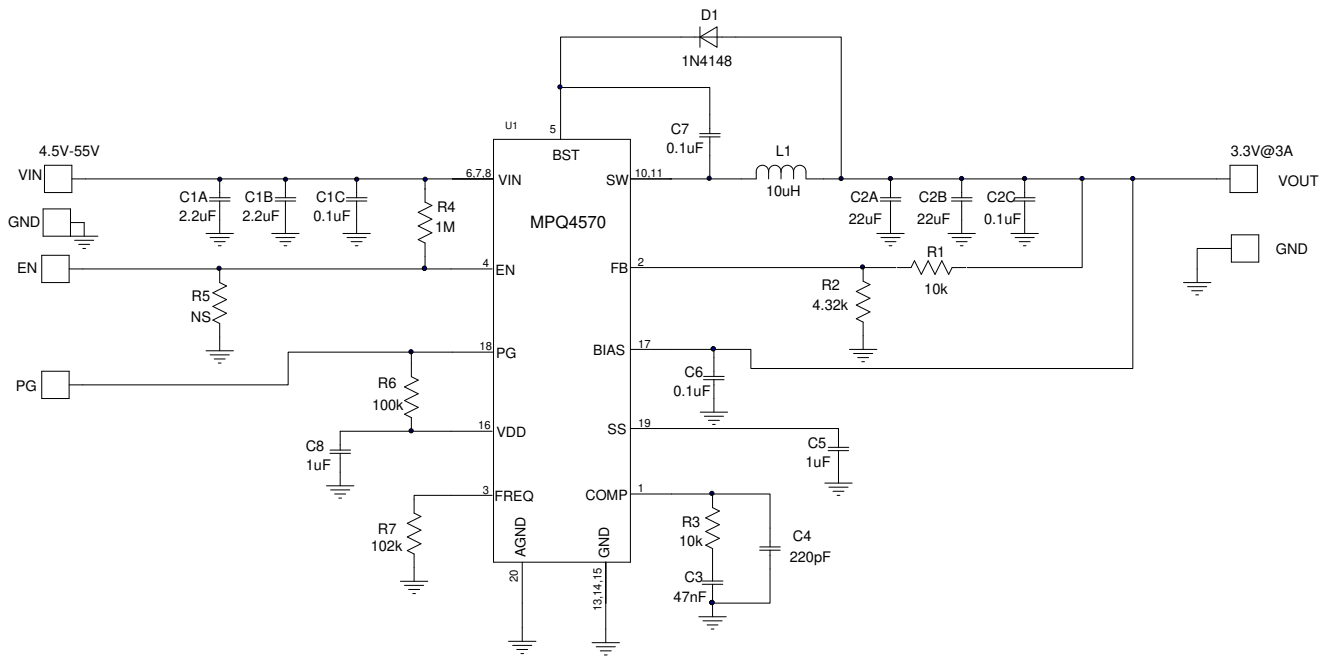 D1
1N4148
U1
5
C7
0.1uF
BST
4.5V-55V
L1
3.3V@3A
VIN
6,7,8
VIN
SW
10,11
VOUT
10uH
C1A
2.2uF
C1B
2.2uF
C1C
0.1uF
R4
1M
MPQ4570
C2A
22uF
C2B
22uF
C2C
0.1uF
GND
GND
EN
4
EN
FB
2
R1
10k
R5
NS
R2
4.32k
18
PG
BIAS
17
PG
R6
100k
C6
0.1uF
16
VDD
SS
19
C8
1uF
C5
1uF
3
FREQ
COMP
1
R7
102k
AGND
GND
R3
10k
C4
220pF
C3
47nF
20
13,14,15